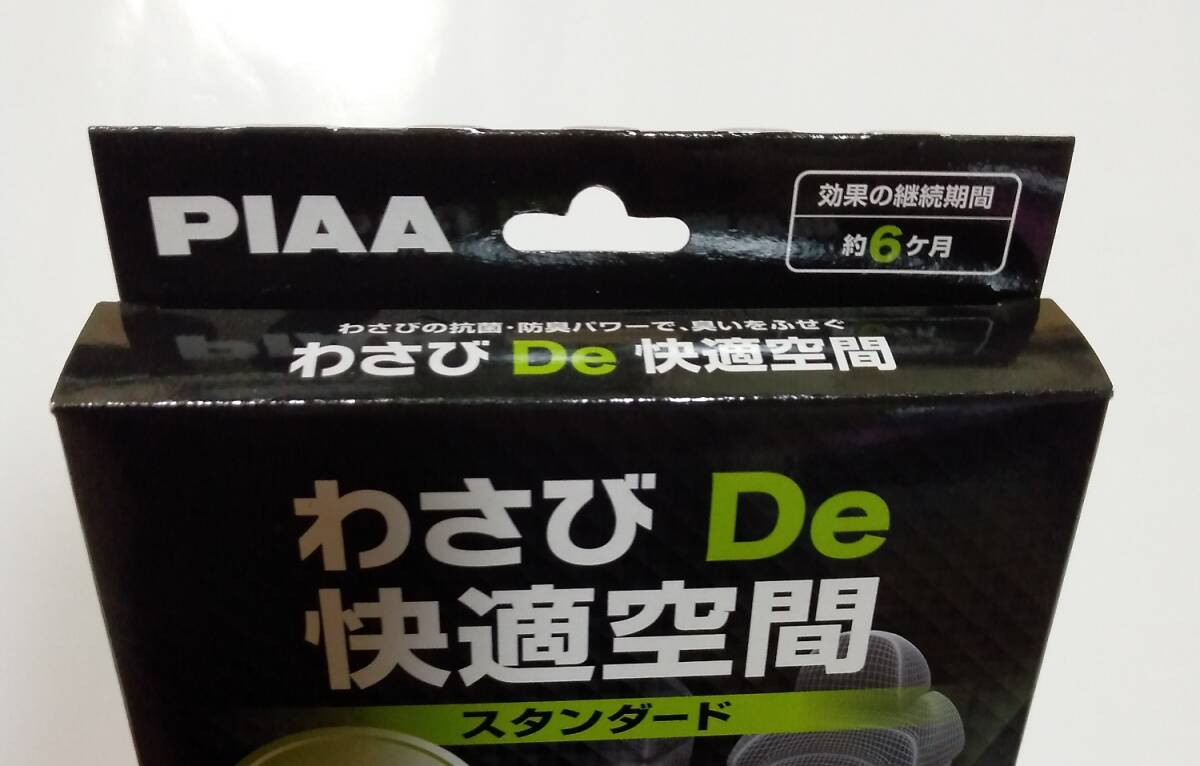 PIAA
効果の継続期間
約6ケ月
わさびの抗菌・防臭パワーで、臭いをふせぐ
わさび De 快適空間
わさび De
快適空間
スタンダード